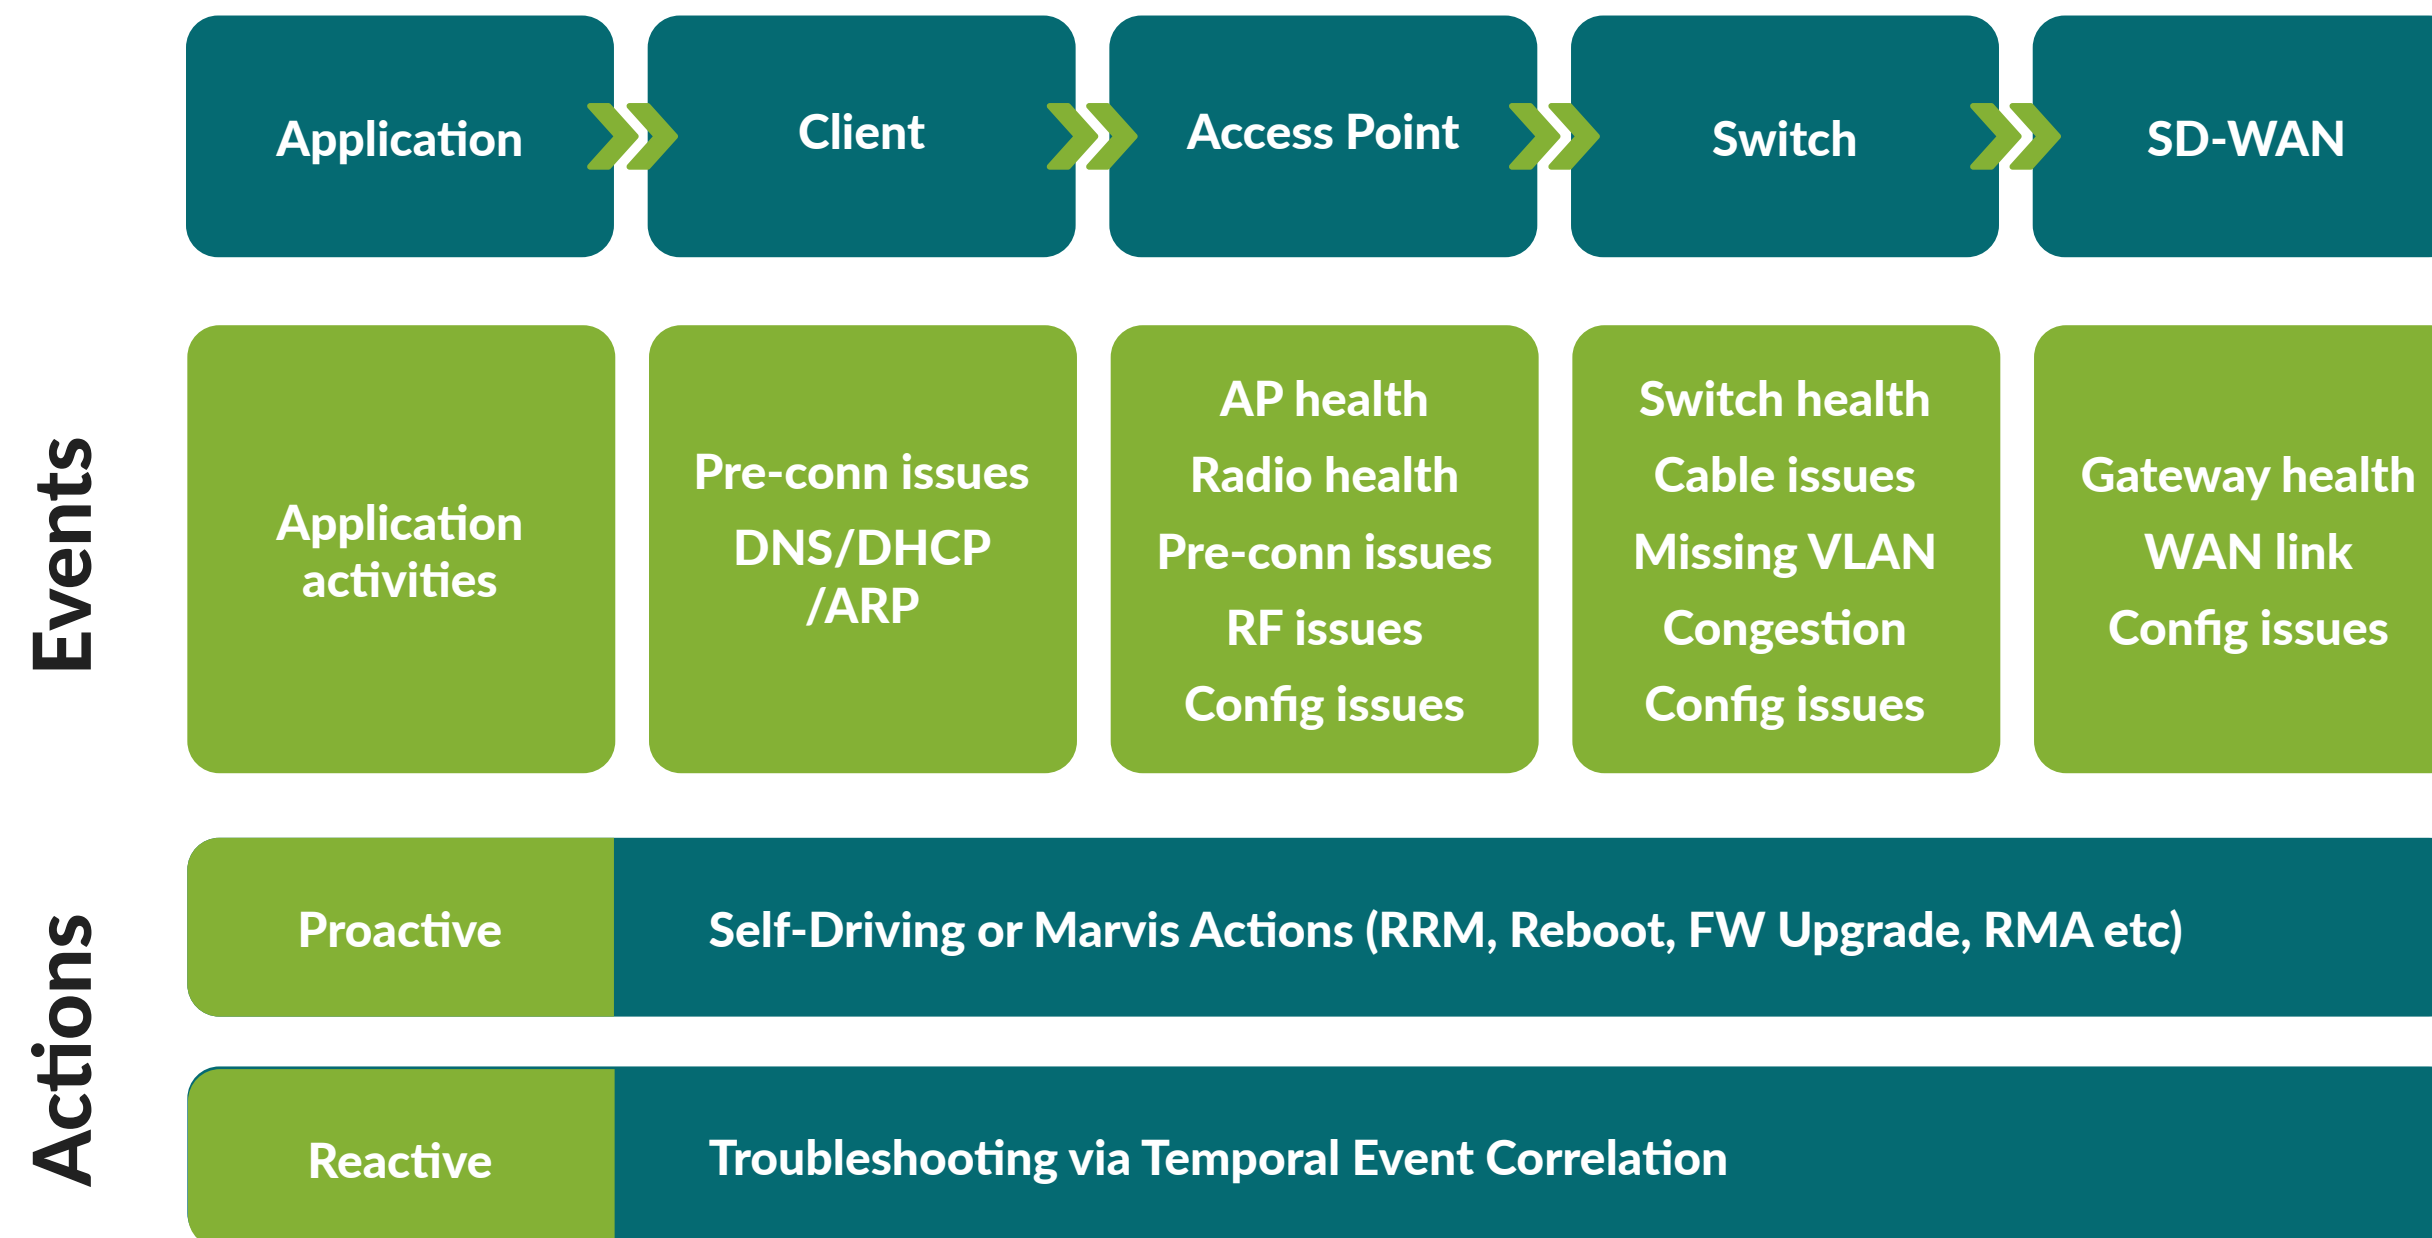 Application
Client
Access Point
Switch
SD-WAN
Events
Application
activities
Pre-conn issues
DNS/DHCP
/ARP
AP health
Radio health
Pre-conn issues
RF issues
Config issues
Switch health
Cable issues
Missing VLAN
Congestion
Config issues
Gateway health
WAN link
Config issues
Actions
Proactive
Self-Driving or Marvis Actions (RRM, Reboot, FW Upgrade, RMA etc)
Reactive
Troubleshooting via Temporal Event Correlation